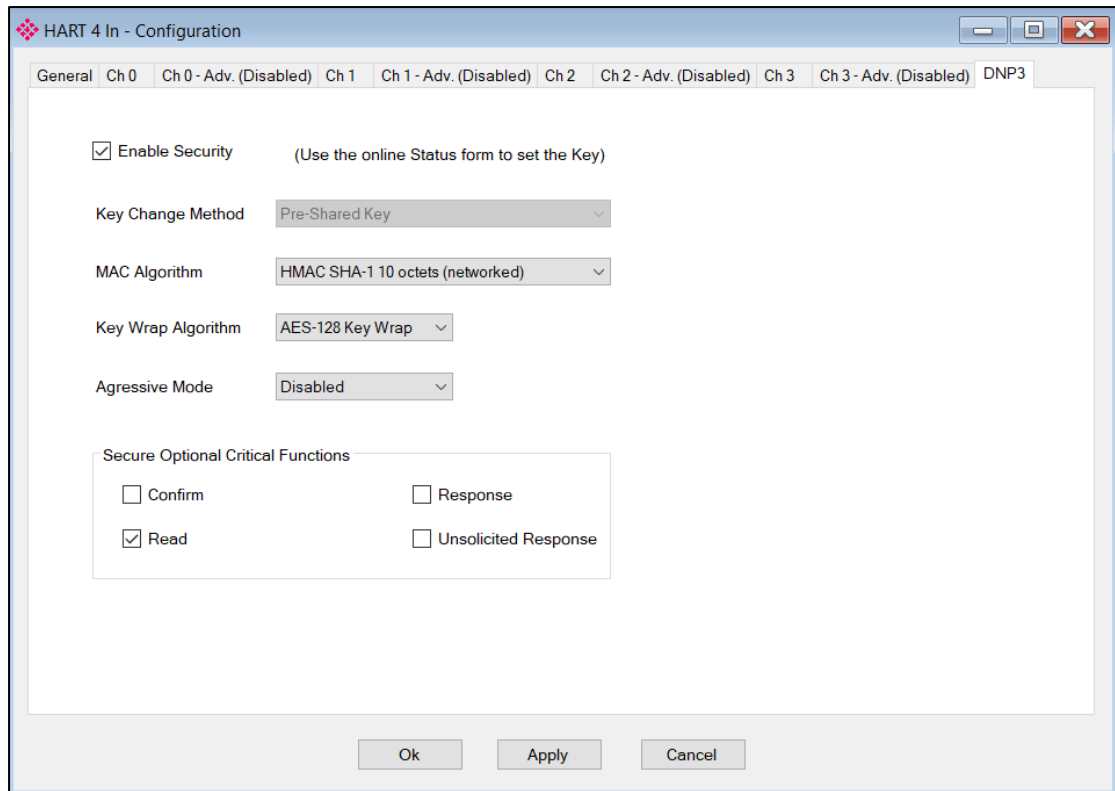 HART 4 In - Configuration
General Ch 0 Ch 0 - Adv. (Disabled) Ch 1 Ch 1 - Adv. (Disabled) Ch 2 Ch 2 - Adv. (Disabled) Ch 3 Ch 3 - Adv. (Disabled) DNP3
Enable Security (Use the online Status form to set the Key)
Key Change Method Pre-Shared Key
MAC Algorithm HMAC SHA-1 10 octets (networked)
Key Wrap Algorithm AES-128 Key Wrap
Agressive Mode Disabled
Secure Optional Critical Functions
Confirm Response
Read Unsolicited Response
Ok Apply Cancel